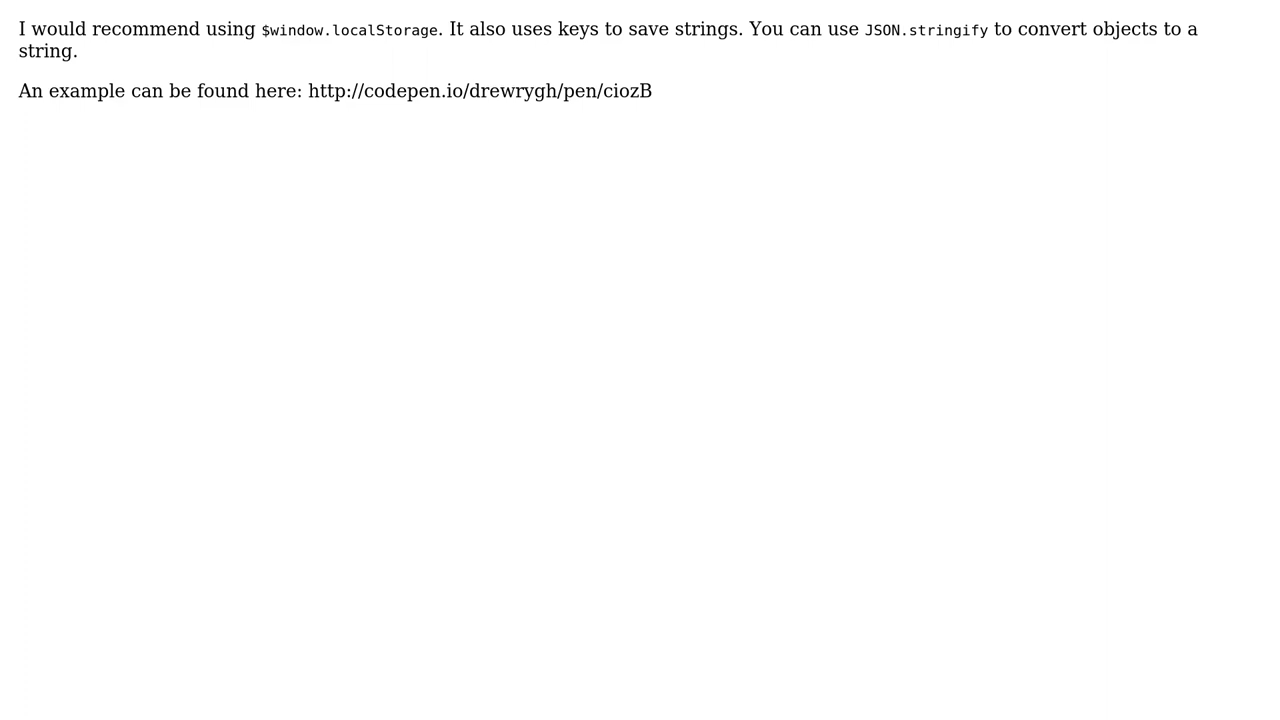 I would recommend using $window.localStorage. It also uses keys to save strings. You can use JSON.stringify to convert objects to a
string.
An example can be found here: http://codepen.io/drewrygh/pen/ciozB